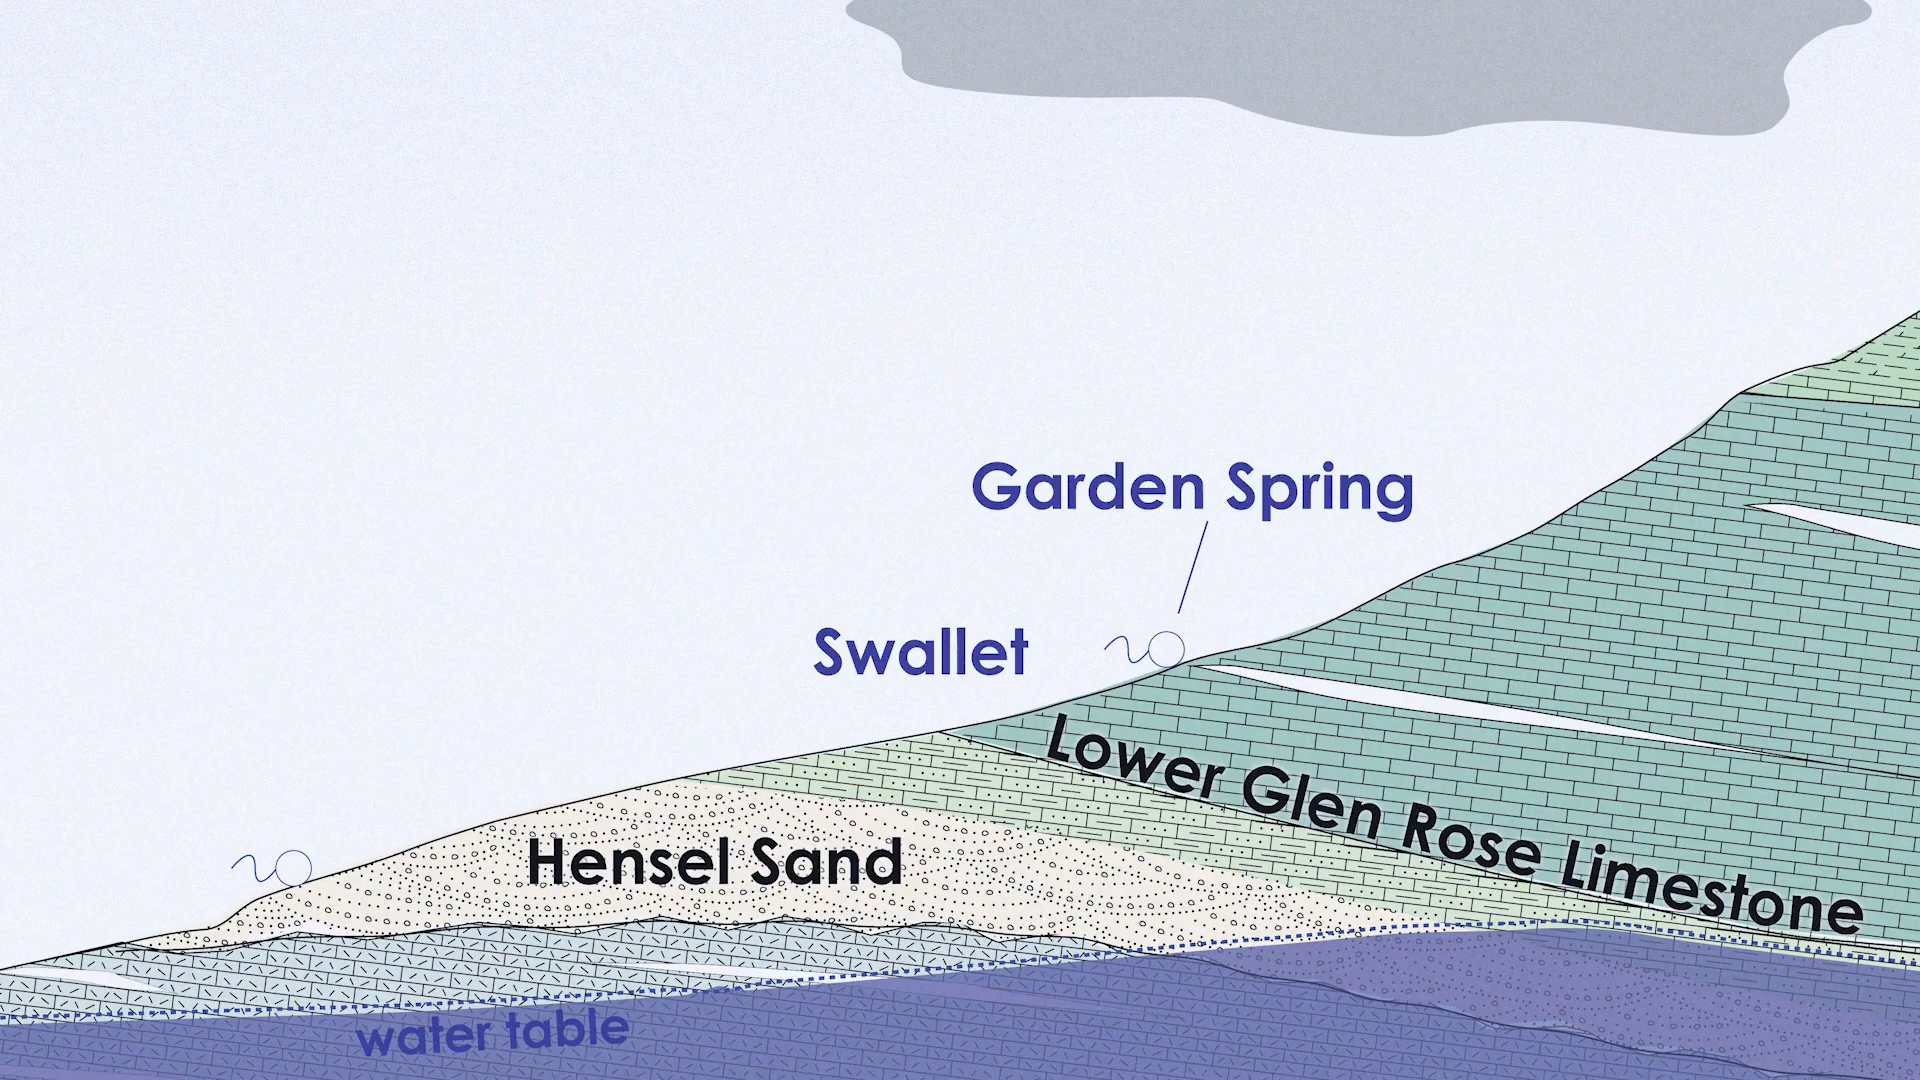 Garden Spring
Swallet
Lower Glen Rose Limestone
Hensel Sand
water table